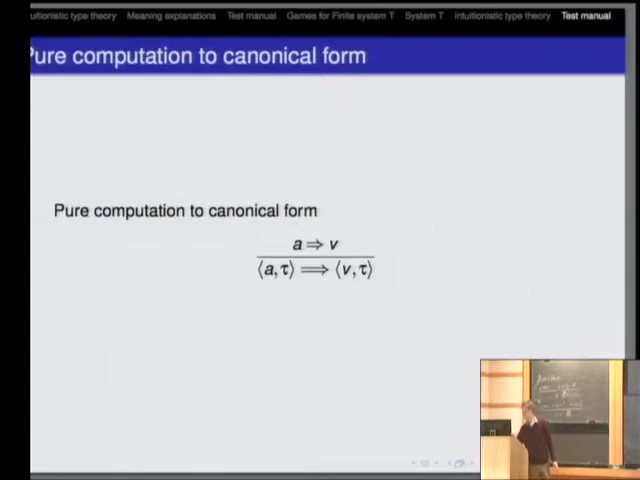 uitionistic type theory Meaning explanations Test manual Games for Finite system T System T Intuitionistic type theory Test manual
Pure computation to canonical form
Pure computation to canonical form
a ⇒ v
⟨a, τ⟩ ⟹ ⟨v, τ⟩